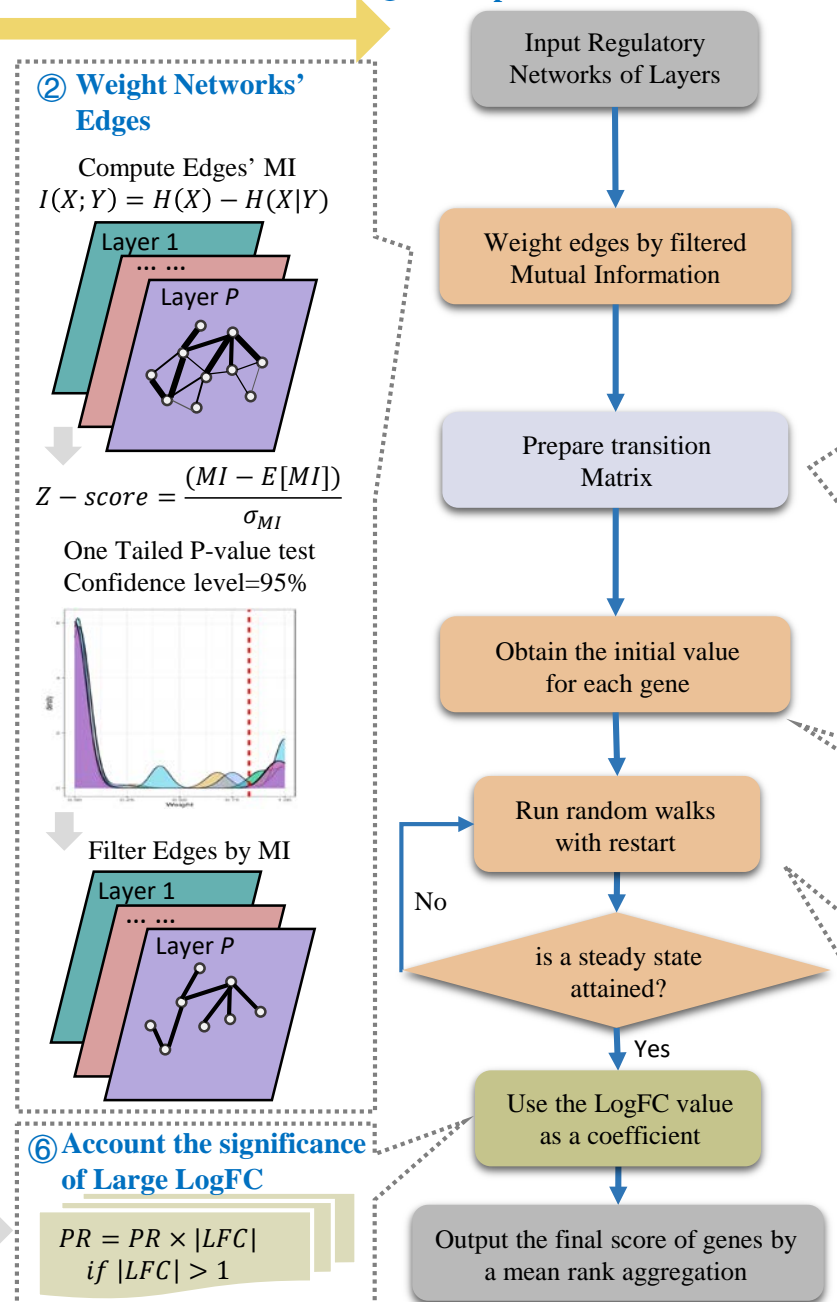 ② Weight Networks’
Edges
Compute Edges’ MI
I(X; Y) = H(X) − H(X|Y)
Layer 1
... ...
Layer P
Z − score = (MI − E[MI]) / σ_MI
One Tailed P-value test
Confidence level=95%
density
Weight
Filter Edges by MI
Layer 1
... ...
Layer P
⑥ Account the significance
of Large LogFC
PR = PR × |LFC|
if |LFC| > 1
Input Regulatory
Networks of Layers
Weight edges by filtered
Mutual Information
Prepare transition
Matrix
Obtain the initial value
for each gene
Run random walks
with restart
No
is a steady state
attained?
Yes
Use the LogFC value
as a coefficient
Output the final score of genes by
a mean rank aggregation